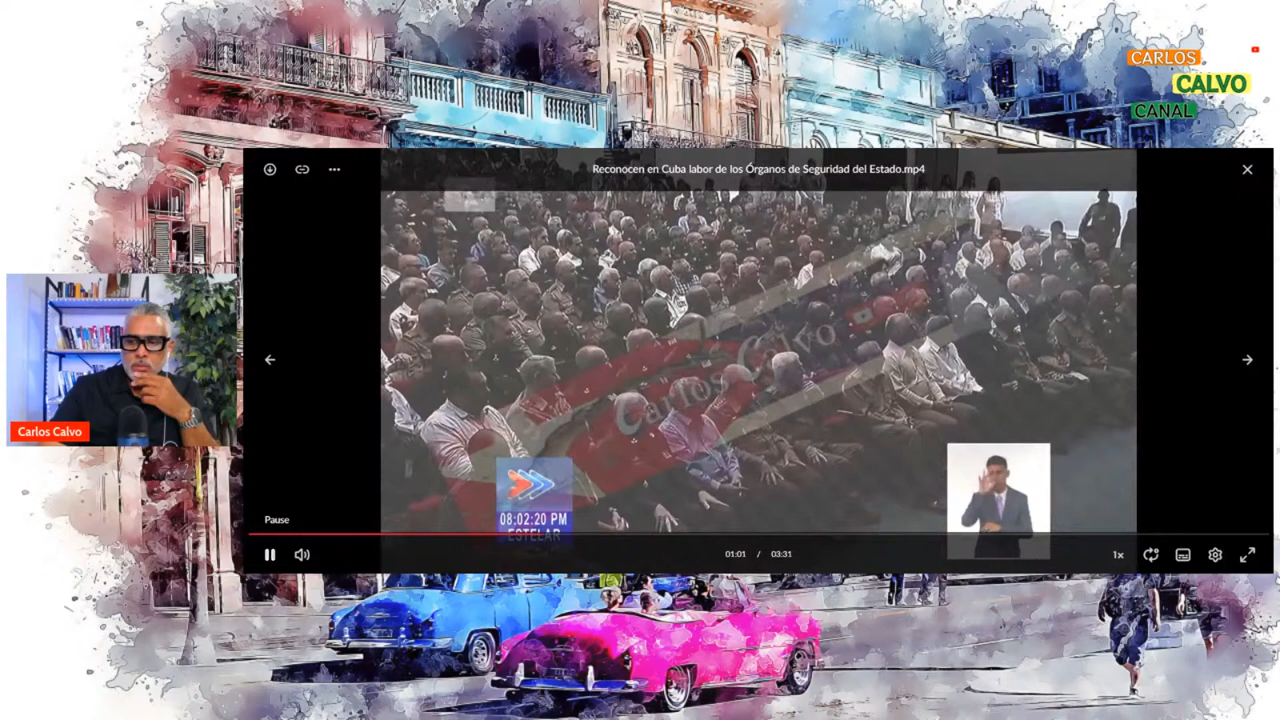 CARLOS
CALVO
CANAL
Reconocen en Cuba labor de los Órganos de Seguridad del Estado.mp4
Carlos Calvo
Carlos Calvo
08:02:20 PM
ESTELAR
Pause
01:01 / 03:31
1x